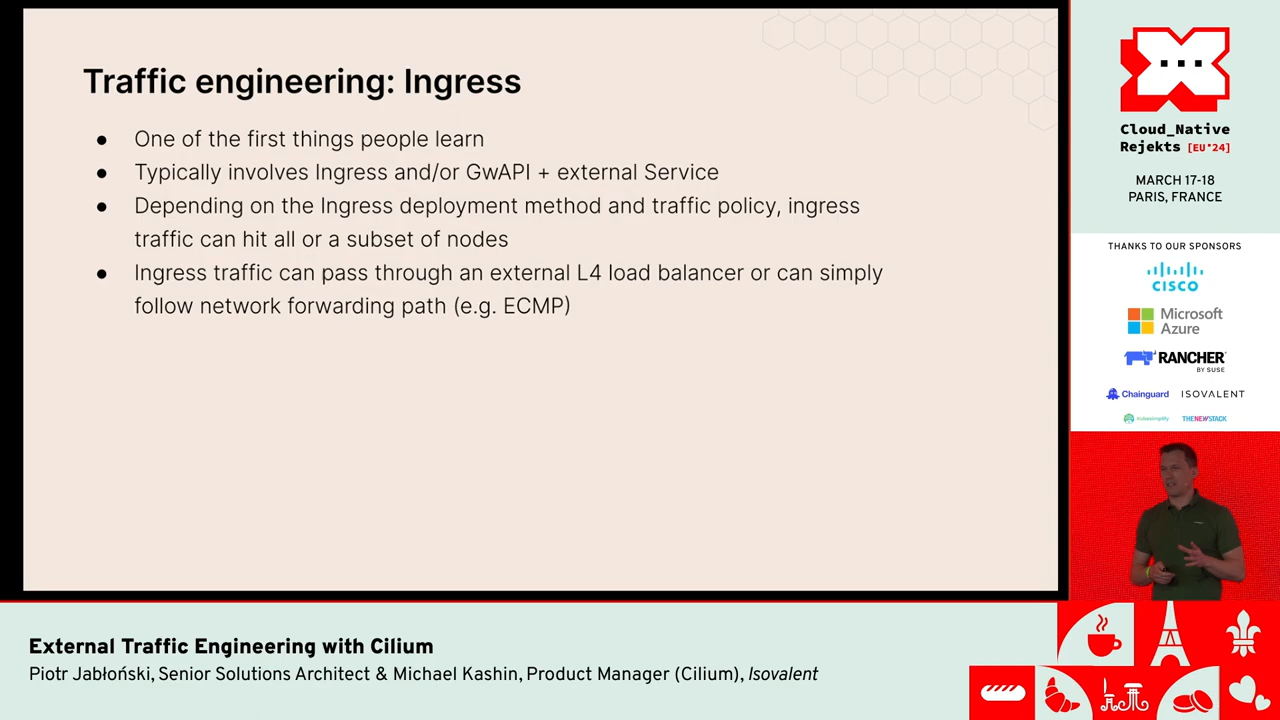 Traffic engineering: Ingress
● One of the first things people learn
● Typically involves Ingress and/or GwAPI + external Service
● Depending on the Ingress deployment method and traffic policy, ingress
traffic can hit all or a subset of nodes
● Ingress traffic can pass through an external L4 load balancer or can simply
follow network forwarding path (e.g. ECMP)
Cloud_Native
Rejekts [EU'24]
MARCH 17-18
PARIS, FRANCE
THANKS TO OUR SPONSORS
CISCO
Microsoft
Azure
RANCHER
BY SUSE
Chainguard ISOVALENT
kubesimplify THENEWSTACK
External Traffic Engineering with Cilium
Piotr Jabłoński, Senior Solutions Architect & Michael Kashin, Product Manager (Cilium), Isovalent